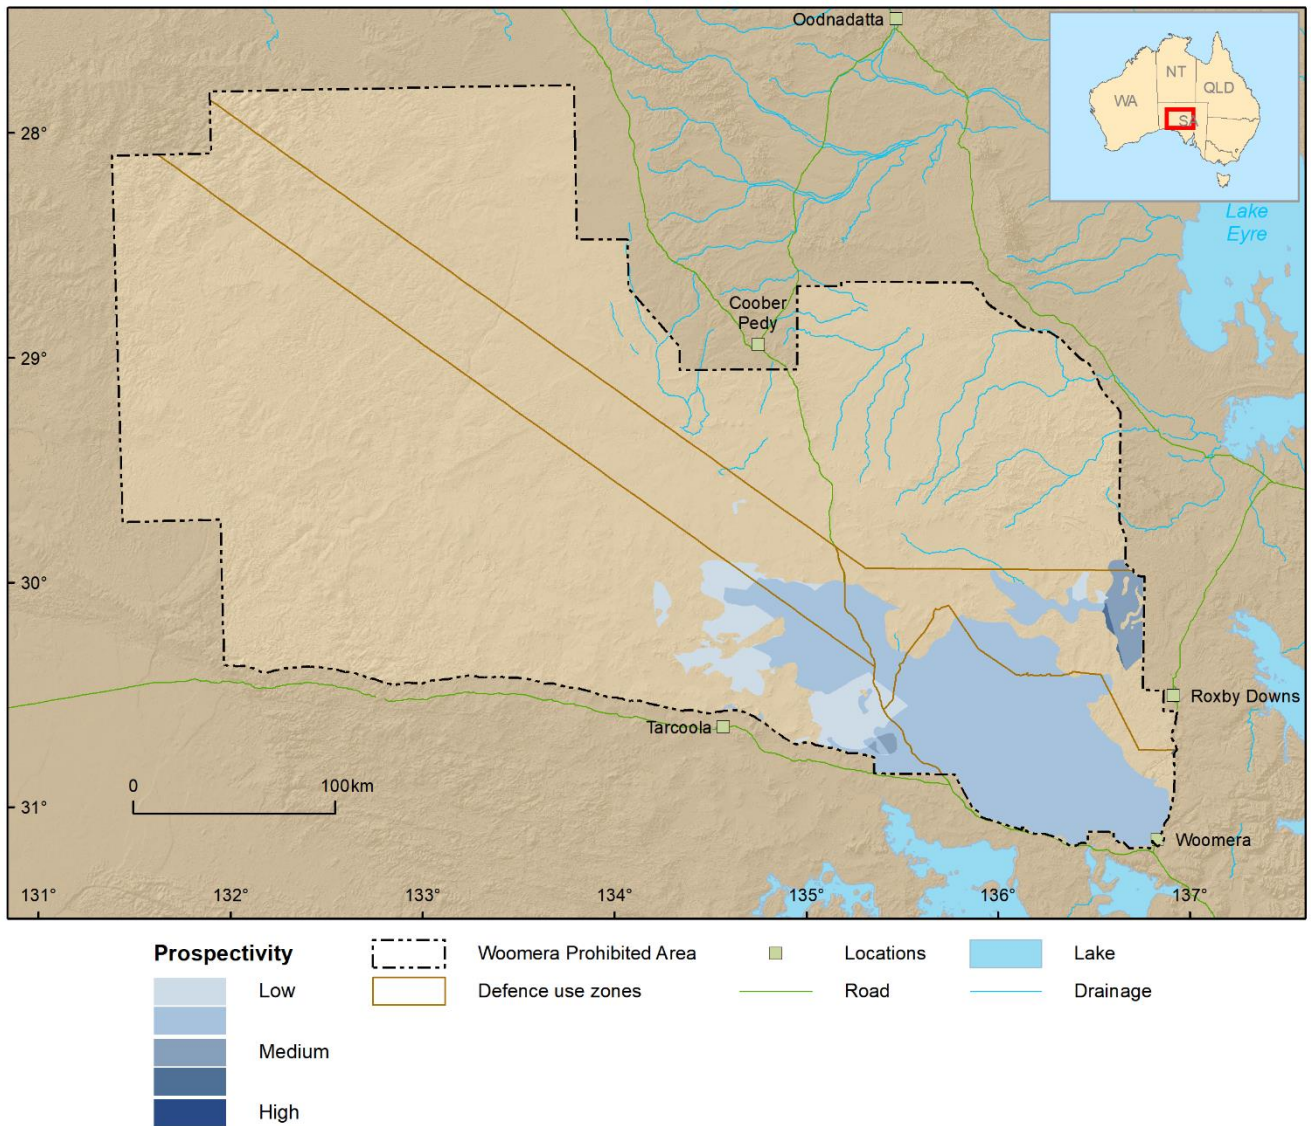 Oodnadatta
NT
QLD
WA
SA
28°
Lake
Eyre
Coober
Pedy
29°
30°
Roxby Downs
Tarcoola
0 100km
31°
Woomera
131° 132° 133° 134° 135° 136° 137°
Prospectivity
Woomera Prohibited Area
Locations
Lake
Low
Defence use zones
Road
Drainage
Medium
High